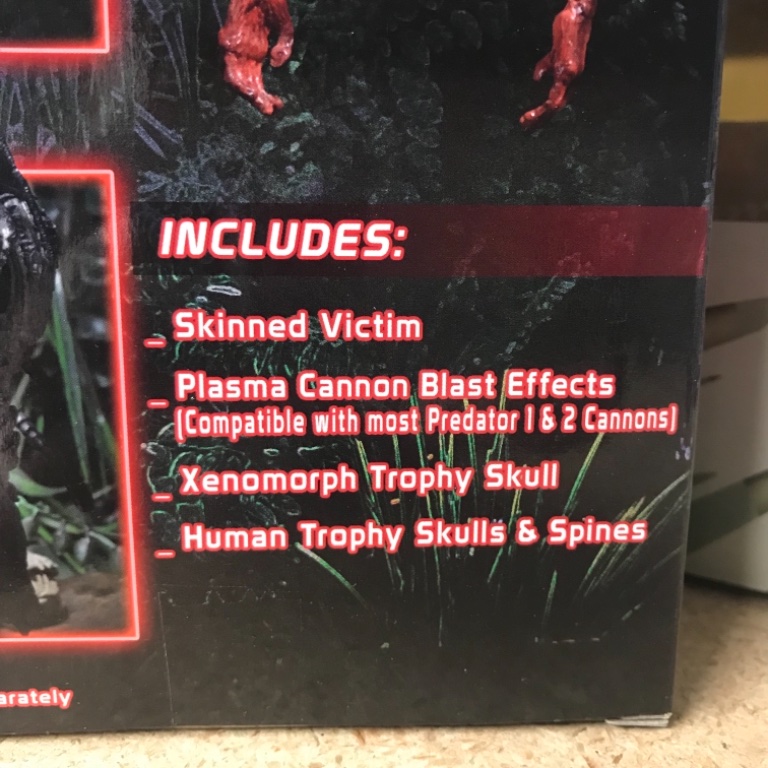 INCLUDES:
_ Skinned Victim
_ Plasma Cannon Blast Effects
(Compatible with most Predator 1 & 2 Cannons)
_ Xenomorph Trophy Skull
_ Human Trophy Skulls & Spines
arately